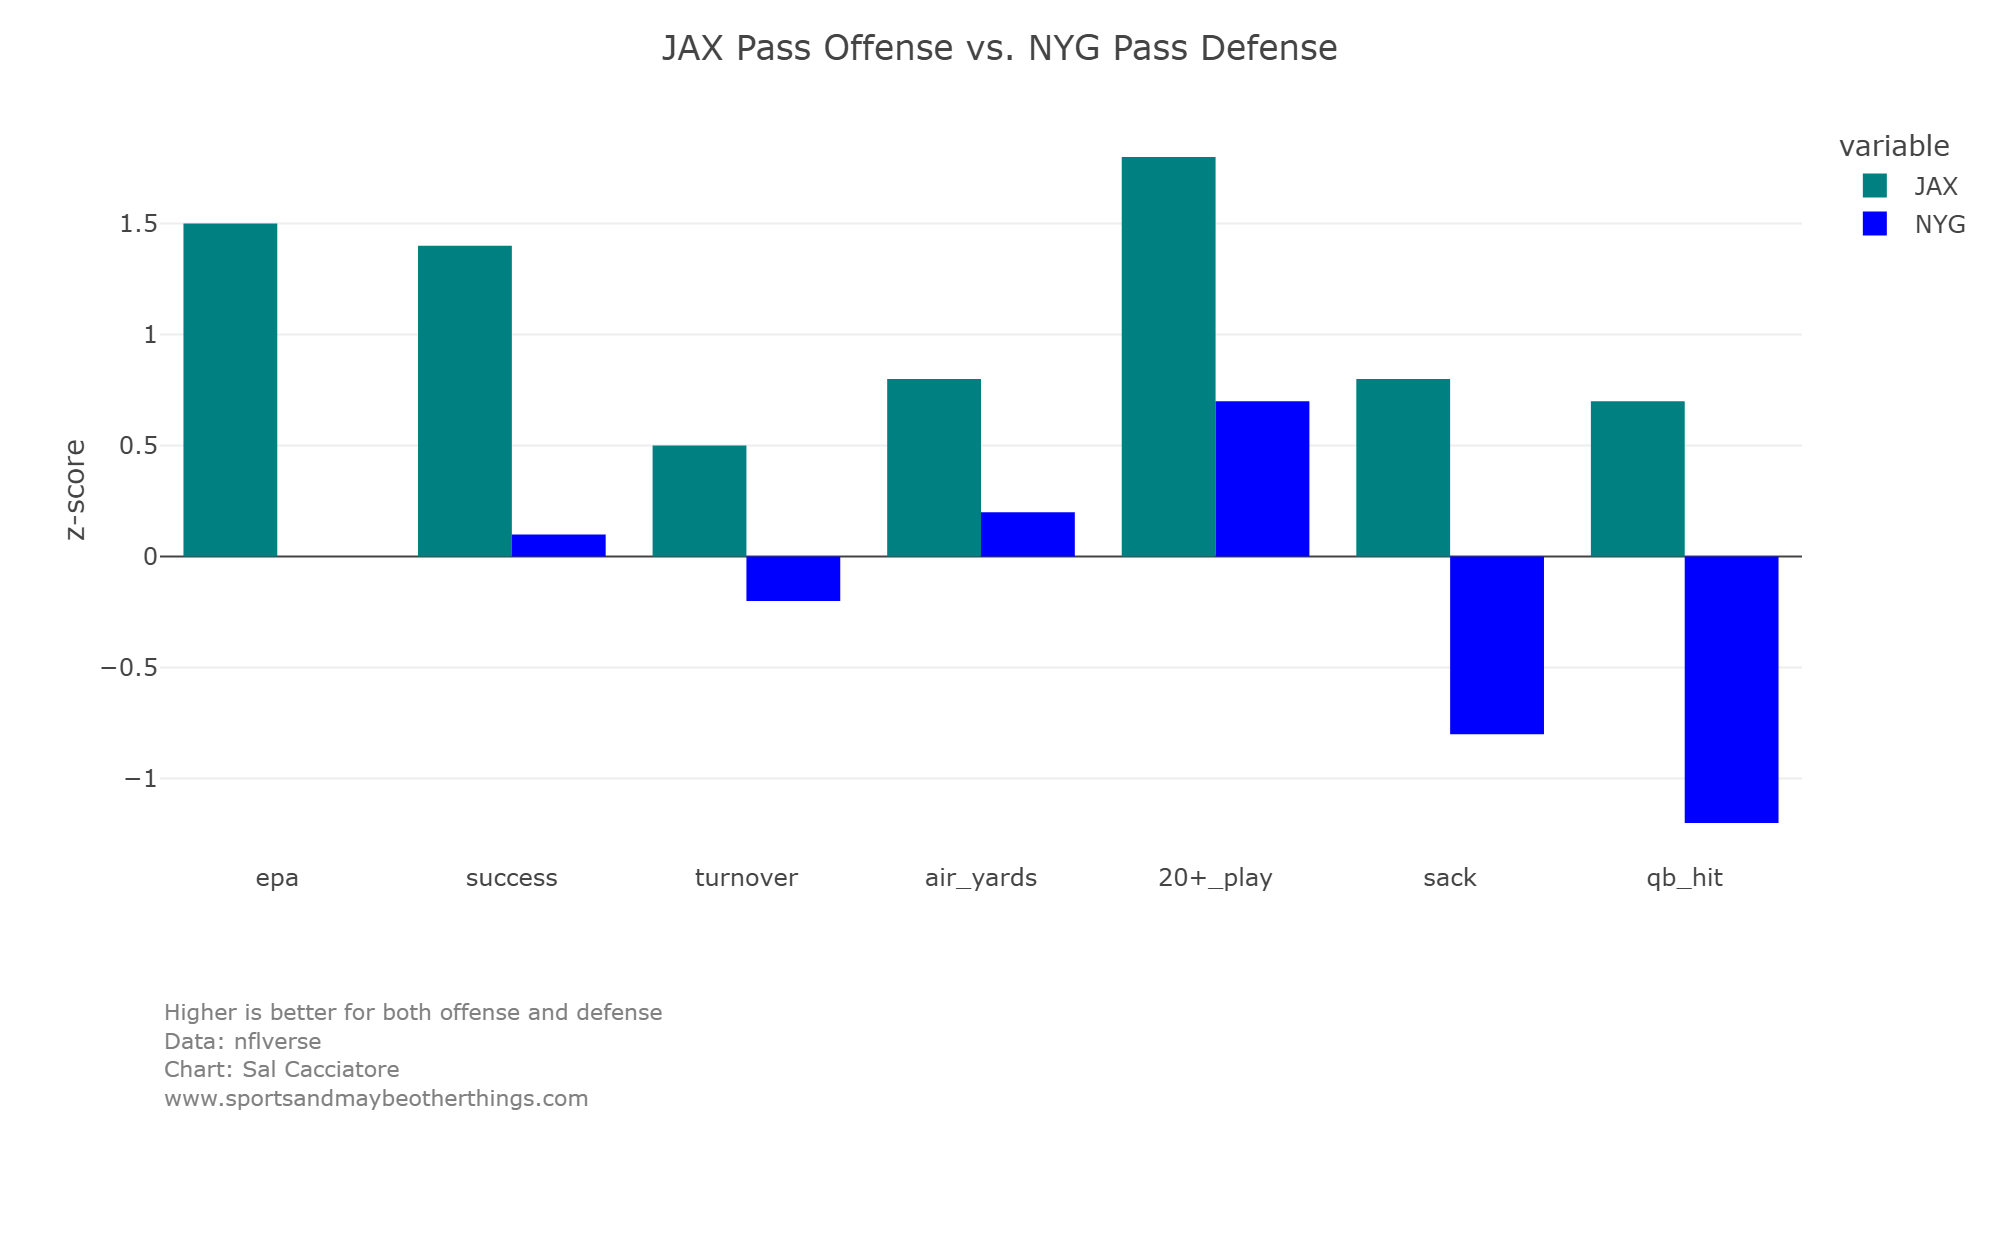 JAX Pass Offense vs. NYG Pass Defense
variable
JAX
NYG
z-score
1.5
1
0.5
0
−0.5
−1
epa success turnover air_yards 20+_play sack qb_hit
Higher is better for both offense and defense
Data: nflverse
Chart: Sal Cacciatore
www.sportsandmaybeotherthings.com